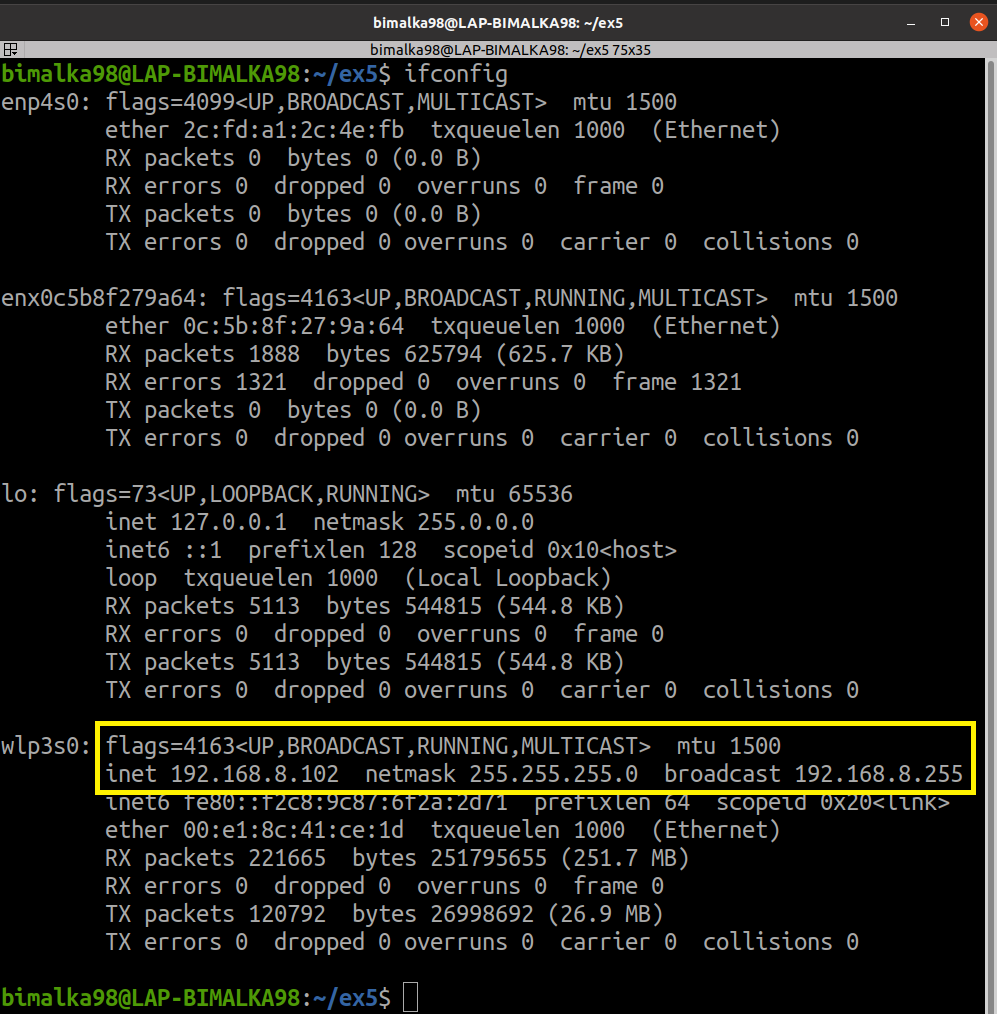 bimalka98@LAP-BIMALKA98: ~/ex5
bimalka98@LAP-BIMALKA98: ~/ex5 75x35
bimalka98@LAP-BIMALKA98:~/ex5$ ifconfig
enp4s0: flags=4099<UP,BROADCAST,MULTICAST>  mtu 1500
        ether 2c:fd:a1:2c:4e:fb  txqueuelen 1000  (Ethernet)
        RX packets 0  bytes 0 (0.0 B)
        RX errors 0  dropped 0  overruns 0  frame 0
        TX packets 0  bytes 0 (0.0 B)
        TX errors 0  dropped 0 overruns 0  carrier 0  collisions 0
enx0c5b8f279a64: flags=4163<UP,BROADCAST,RUNNING,MULTICAST>  mtu 1500
        ether 0c:5b:8f:27:9a:64  txqueuelen 1000  (Ethernet)
        RX packets 1888  bytes 625794 (625.7 KB)
        RX errors 1321  dropped 0  overruns 0  frame 1321
        TX packets 0  bytes 0 (0.0 B)
        TX errors 0  dropped 0 overruns 0  carrier 0  collisions 0
lo: flags=73<UP,LOOPBACK,RUNNING>  mtu 65536
        inet 127.0.0.1  netmask 255.0.0.0
        inet6 ::1  prefixlen 128  scopeid 0x10<host>
        loop  txqueuelen 1000  (Local Loopback)
        RX packets 5113  bytes 544815 (544.8 KB)
        RX errors 0  dropped 0  overruns 0  frame 0
        TX packets 5113  bytes 544815 (544.8 KB)
        TX errors 0  dropped 0 overruns 0  carrier 0  collisions 0
wlp3s0: flags=4163<UP,BROADCAST,RUNNING,MULTICAST>  mtu 1500
        inet 192.168.8.102  netmask 255.255.255.0  broadcast 192.168.8.255
        inet6 fe80::f2c8:9c87:6f2a:2d71  prefixlen 64  scopeid 0x20<link>
        ether 00:e1:8c:41:ce:1d  txqueuelen 1000  (Ethernet)
        RX packets 221665  bytes 251795655 (251.7 MB)
        RX errors 0  dropped 0  overruns 0  frame 0
        TX packets 120792  bytes 26998692 (26.9 MB)
        TX errors 0  dropped 0 overruns 0  carrier 0  collisions 0
bimalka98@LAP-BIMALKA98:~/ex5$